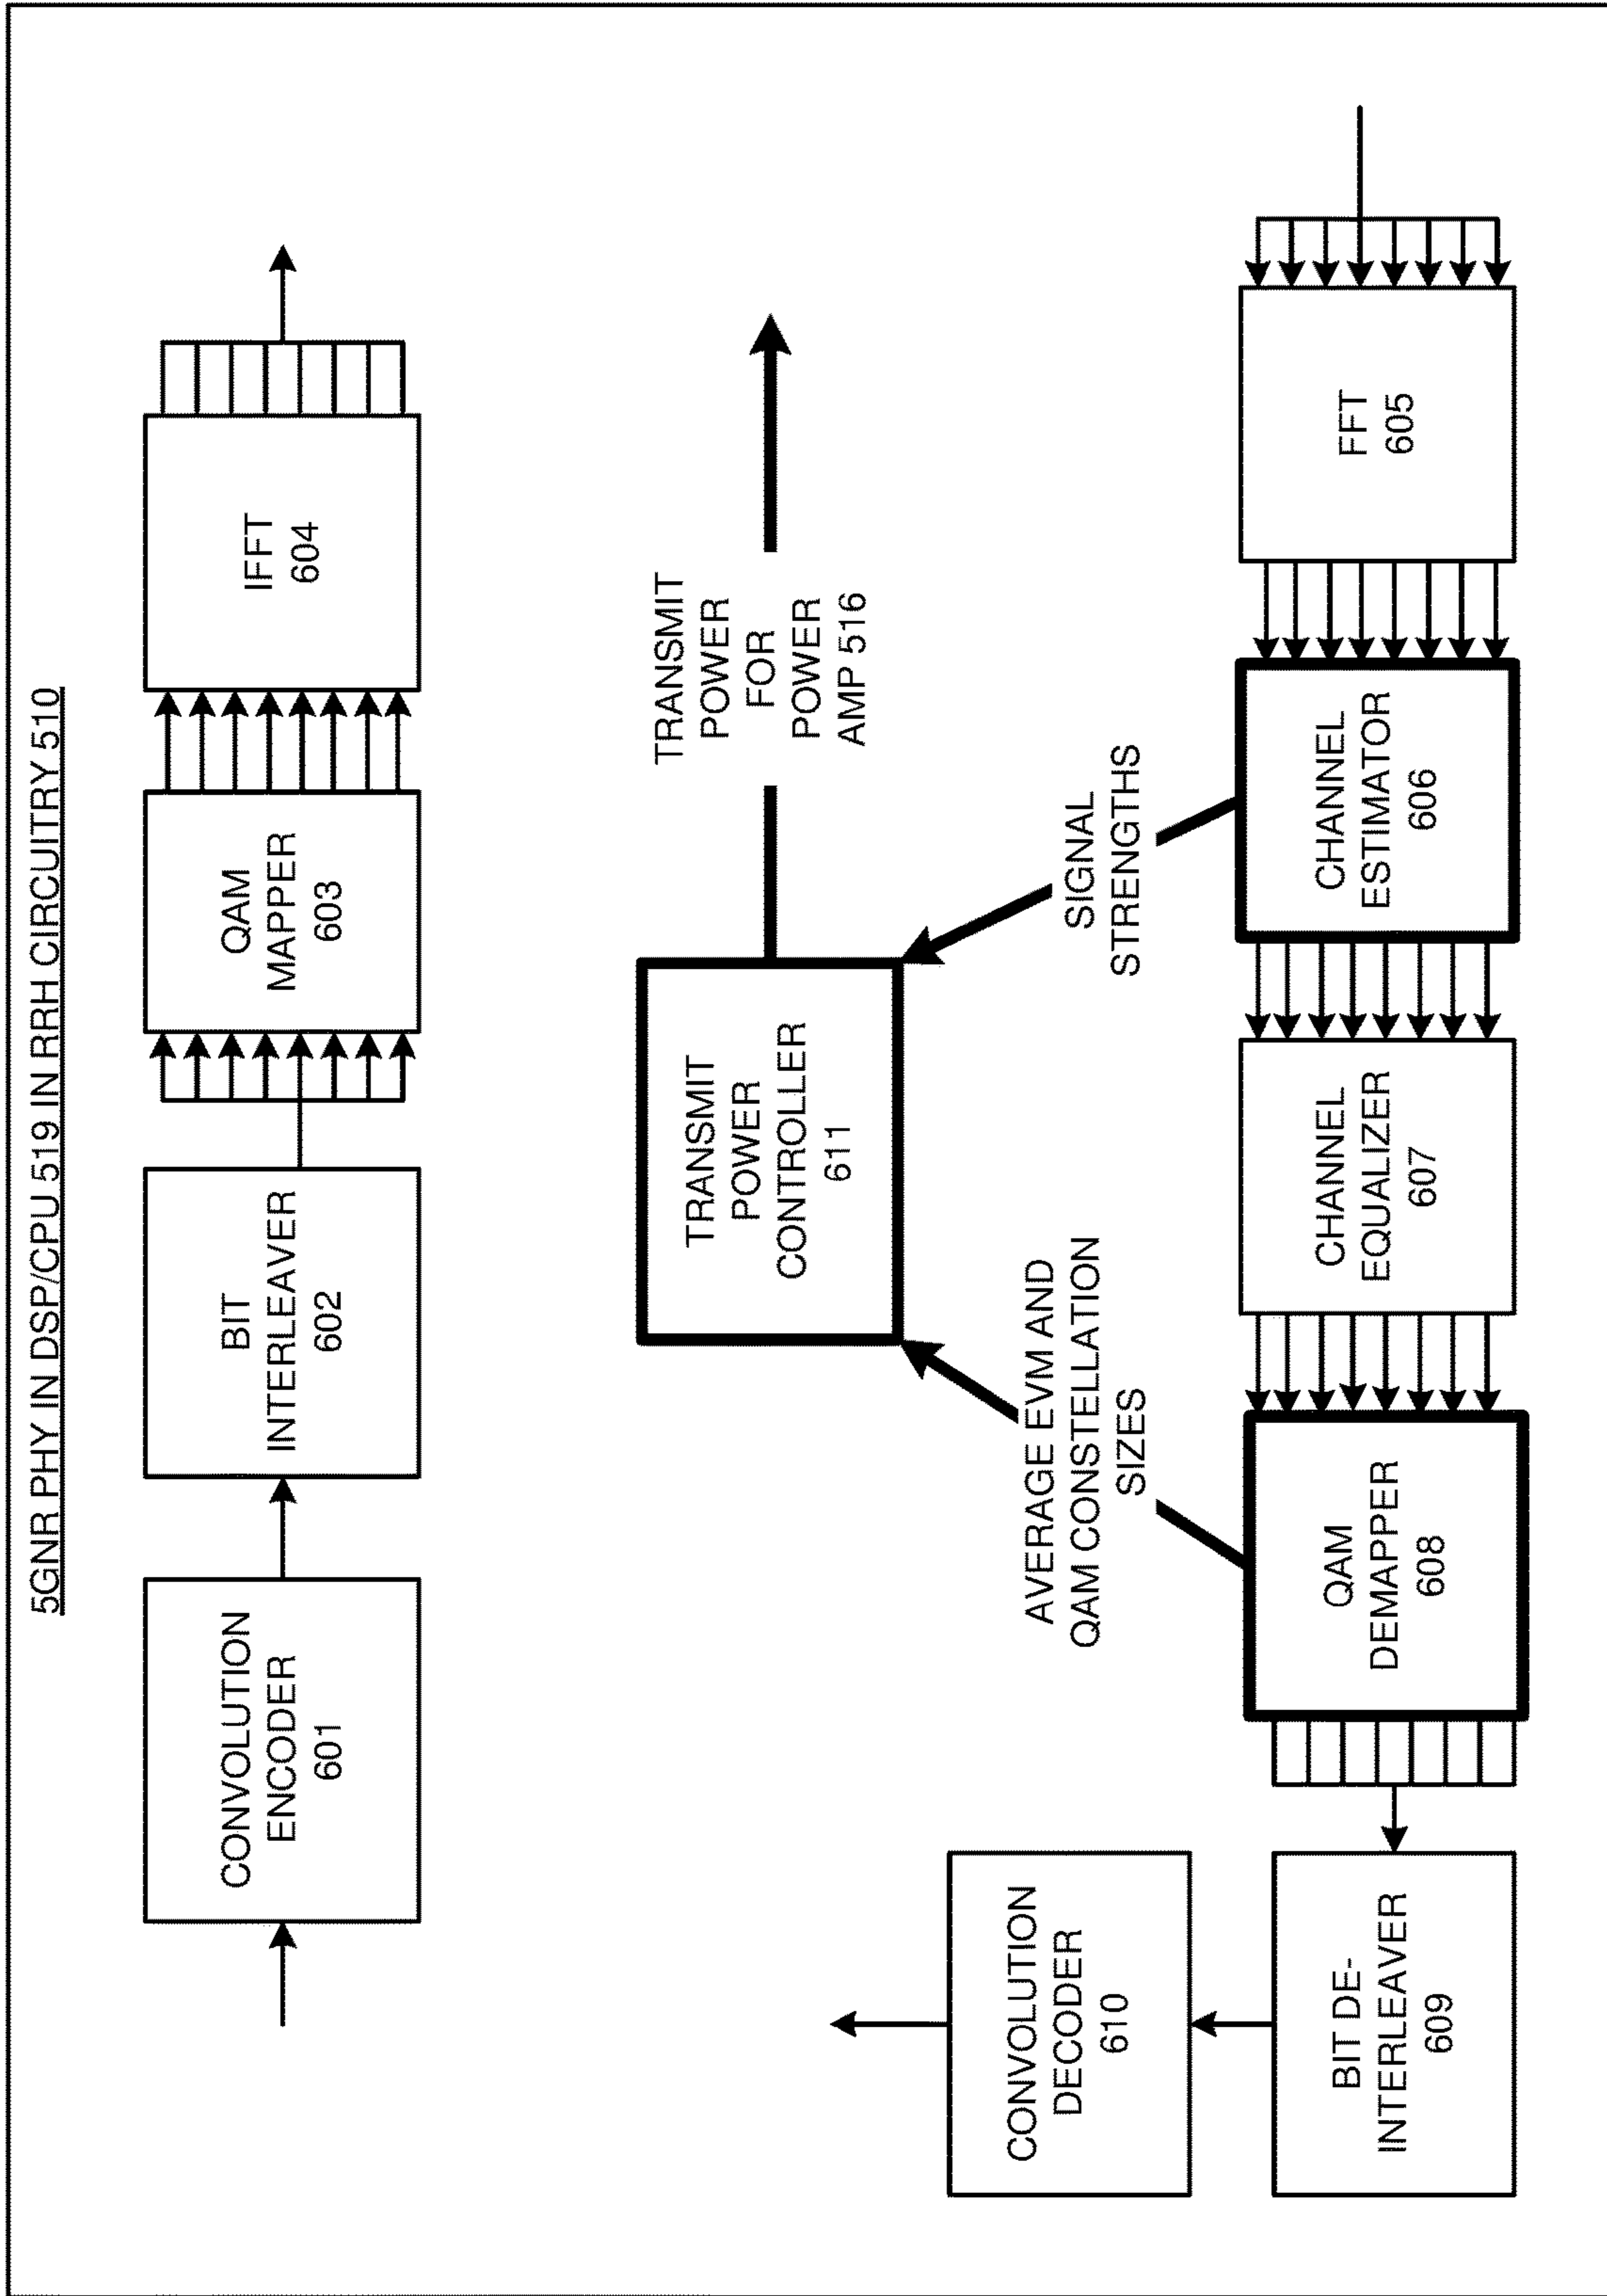 5GNR PHY IN DSP/CPU 519 IN RRH CIRCUITRY 510
CONVOLUTION
ENCODER
601
BIT
INTERLEAVER
602
QAM
MAPPER
603
IFFT
604
TRANSMIT
POWER
CONTROLLER
611
TRANSMIT
POWER
FOR
POWER
AMP 516
AVERAGE EVM AND
QAM CONSTELLATION
SIZES
SIGNAL
STRENGTHS
CONVOLUTION
DECODER
610
BIT DE-
INTERLEAVER
609
QAM
DEMAPPER
608
CHANNEL
EQUALIZER
607
CHANNEL
ESTIMATOR
606
FFT
605